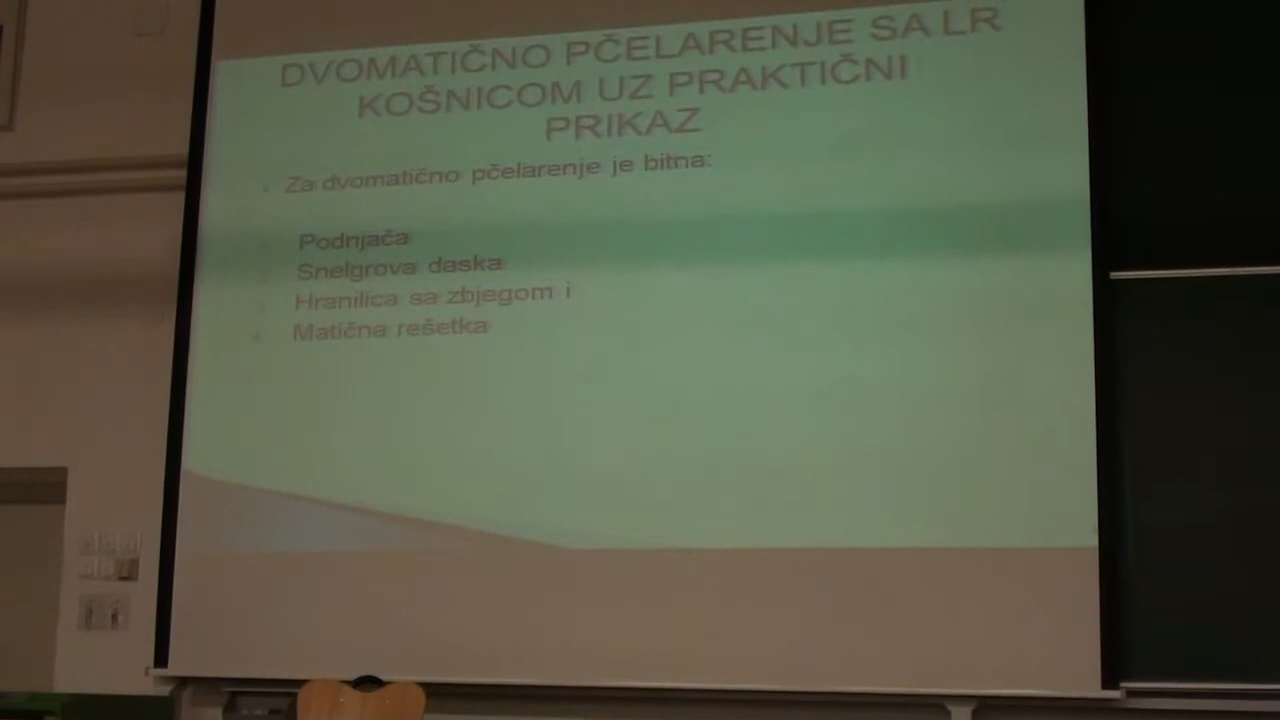 DVOMATIČNO PČELARENJE SA LR
KOŠNICOM UZ PRAKTIČNI
PRIKAZ
Za dvomatično pčelarenje je bitna:
Podnjača
Snelgrova daska
Hranilica sa zbjegom i
Matična rešetka